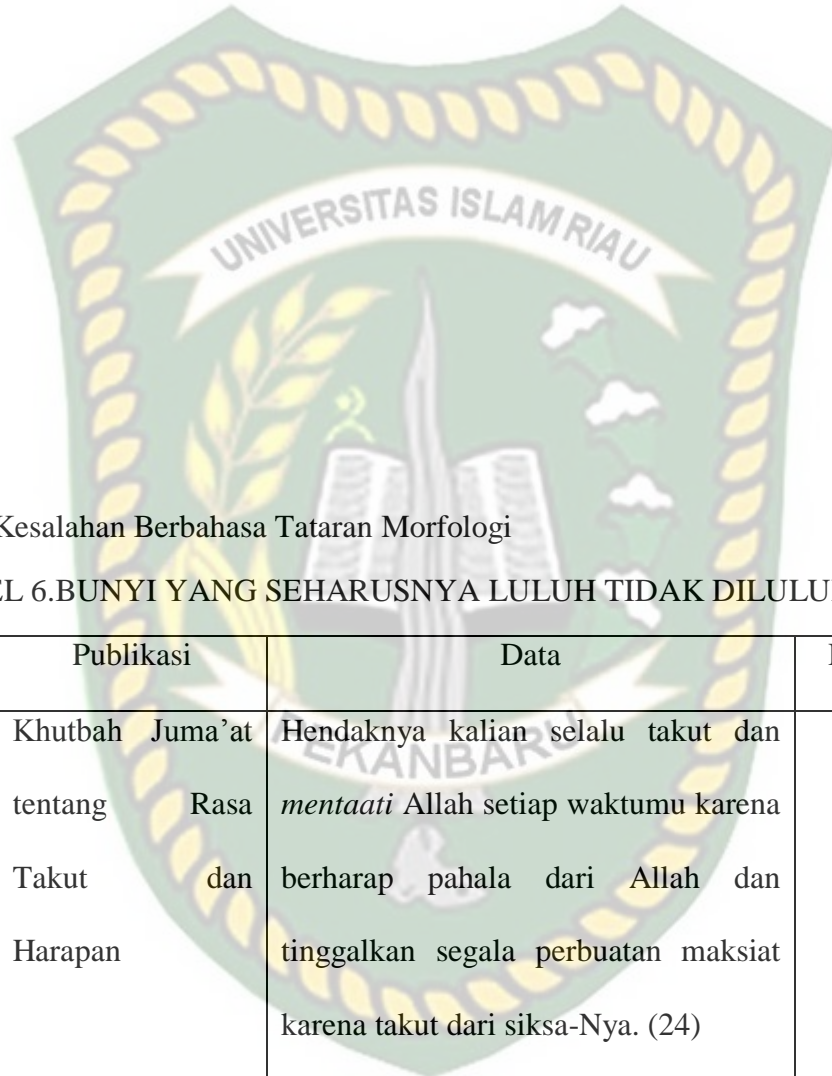 UNIVERSITAS ISLAM RIAU
Kesalahan Berbahasa Tataran Morfologi
EL 6.BUNYI YANG SEHARUSNYA LULUH TIDAK DILULU
Publikasi
Data
Khutbah Juma’at
tentang Rasa
Takut dan
Harapan
Hendaknya kalian selalu takut dan
mentaati Allah setiap waktumu karena
berharap pahala dari Allah dan
tinggalkan segala perbuatan maksiat
karena takut dari siksa-Nya. (24)
PEKANBARU